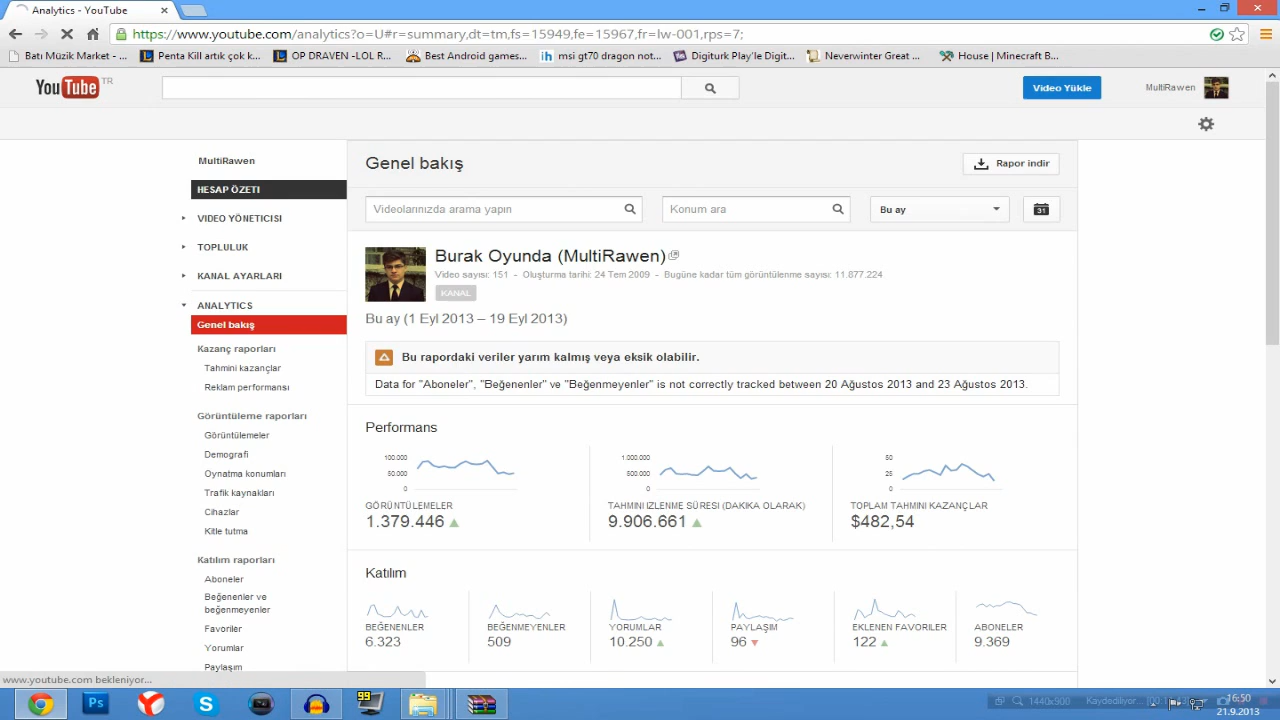 Analytics - YouTube
https://www.youtube.com/analytics?o=U#r=summary,dt=tm,fs=15949,fe=15967,fr=lw-001,rps=7;
Batı Müzik Market - ...
Penta Kill artık çok k...
OP DRAVEN -LOL R...
Best Android games...
msi gt70 dragon not...
Digiturk Play'le Digit...
Neverwinter Great ...
House | Minecraft B...
YouTube TR
Video Yükle
MultiRawen
MultiRawen
HESAP ÖZETİ
VIDEO YÖNETICISI
TOPLULUK
KANAL AYARLARI
ANALYTICS
Genel bakış
Kazanç raporları
Tahmini kazançlar
Reklam performansı
Görüntüleme raporları
Görüntülemeler
Demografi
Oynatma konumları
Trafik kaynakları
Cihazlar
Kitle tutma
Katılım raporları
Aboneler
Beğenenler ve
beğenmeyenler
Favoriler
Yorumlar
Paylaşım
Genel bakış
Rapor indir
Videolarınızda arama yapın
Konum ara
Bu ay
31
Burak Oyunda (MultiRawen)
Video sayısı: 151 - Oluşturma tarihi: 24 Tem 2009 - Bugüne kadar tüm görüntülenme sayısı: 11.877.224
KANAL
Bu ay (1 Eyl 2013 – 19 Eyl 2013)
Bu rapordaki veriler yarım kalmış veya eksik olabilir.
Data for "Aboneler", "Beğenenler" ve "Beğenmeyenler" is not correctly tracked between 20 Ağustos 2013 and 23 Ağustos 2013.
Performans
100.000
50.000
0
GÖRÜNTÜLEMELER
1.379.446
1.000.000
500.000
0
TAHMINI IZLENME SÜRESI (DAKIKA OLARAK)
9.906.661
50
25
0
TOPLAM TAHMINI KAZANÇLAR
$482,54
Katılım
BEĞENENLER
6.323
BEĞENMEYENLER
509
YORUMLAR
10.250
PAYLAŞIM
96
EKLENEN FAVORILER
122
ABONELER
9.369
www.youtube.com bekleniyor...
Ps
99
1440x900
Kaydediliyor...
16:50
21.9.2013